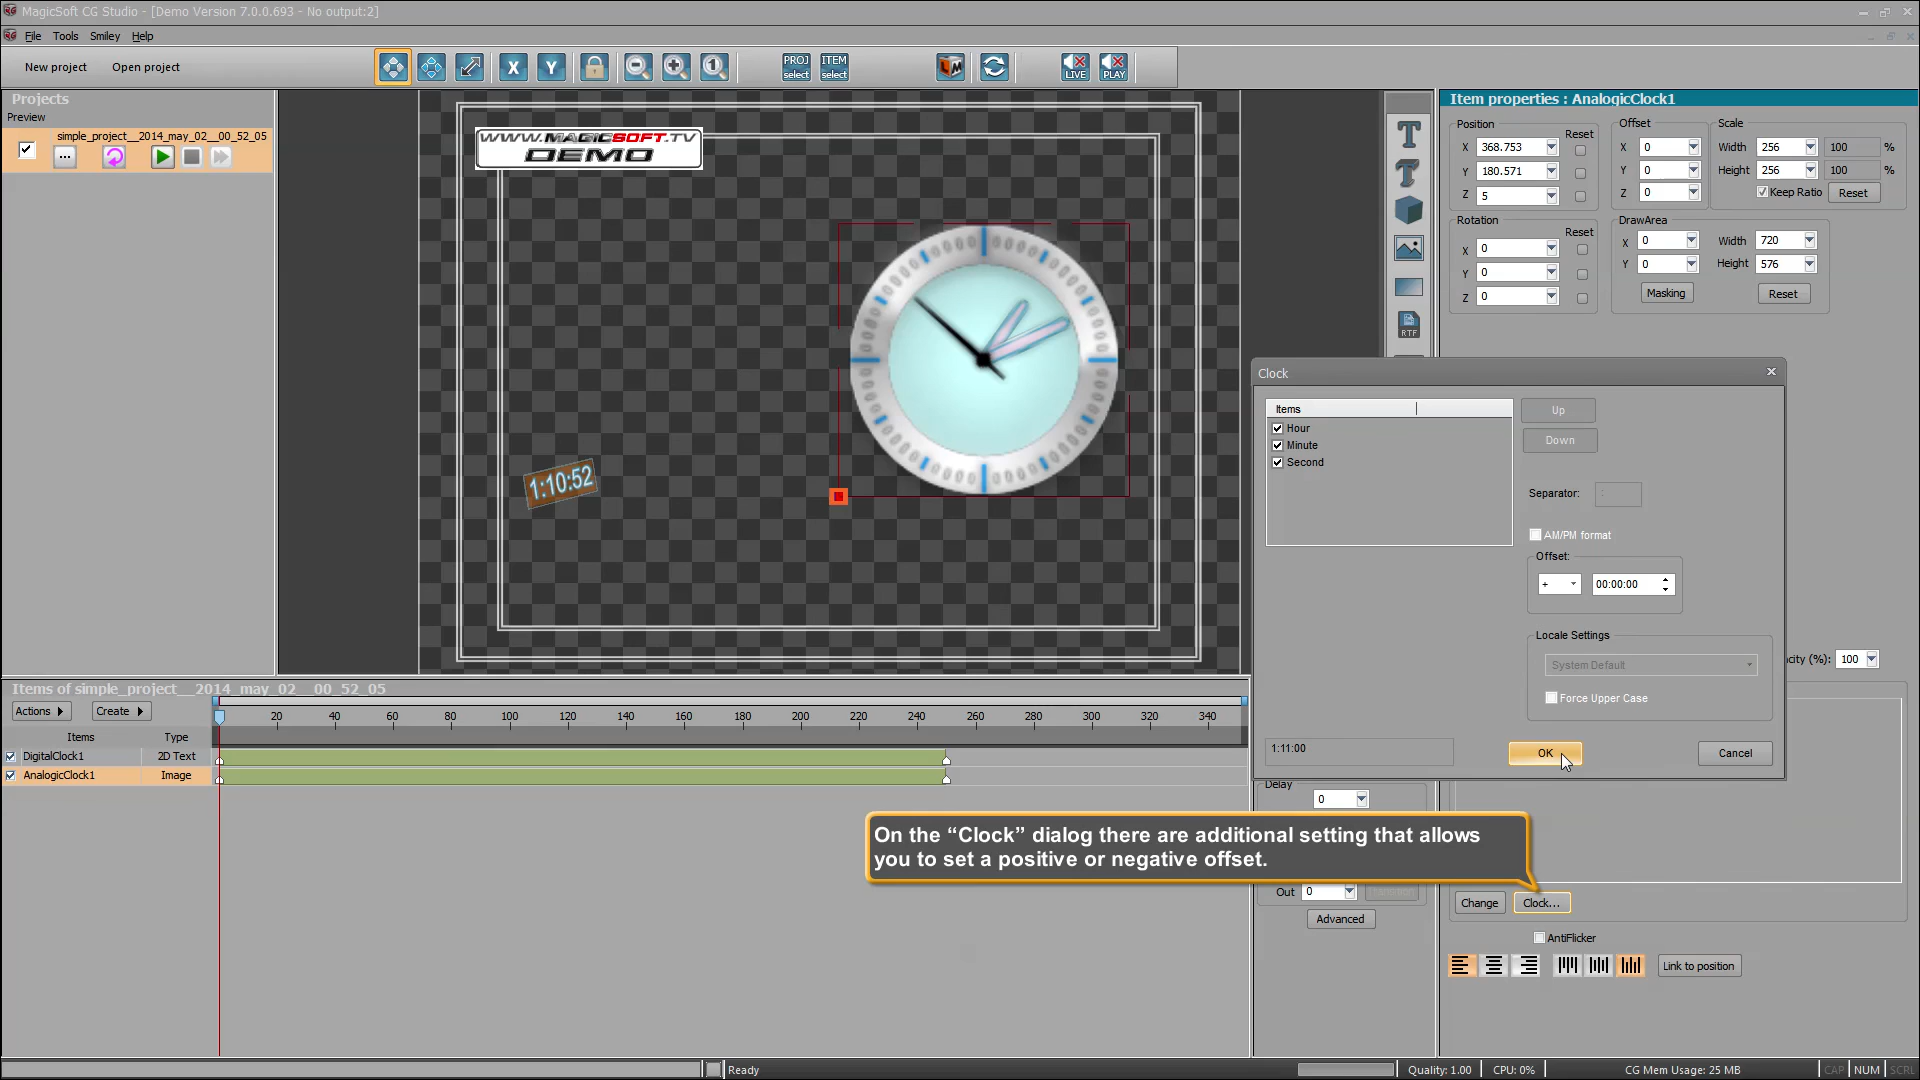 MagicSoft CG Studio - [Demo Version 7.0.0.693 - No output:2]
File Tools Smiley Help
New project Open project
X Y PROJ select ITEM select LIVE PLAY
Projects
Preview
simple_project__2014_may_02__00_52_05
...
WWW.MAGICSOFT.TV
DEMO
1:10:52
T
T
RTF
Item properties : AnalogicClock1
Position Reset
X 368.753
Y 180.571
Z 5
Offset
X 0
Y 0
Z 0
Scale
Width 256 100 %
Height 256 100 %
Keep Ratio Reset
Rotation Reset
X 0
Y 0
Z 0
DrawArea
X 0 Width 720
Y 0 Height 576
Masking Reset
Clock
Items
Hour
Minute
Second
Up
Down
Separator: :
AM/PM format
Offset:
+ 00:00:00
Locale Settings
System Default
Force Upper Case
1:11:00
OK Cancel
city (%): 100
Items of simple_project__2014_may_02__00_52_05
Actions Create
20 40 60 80 100 120 140 160 180 200 220 240 260 280 300 320 340
Items Type
DigitalClock1 2D Text
AnalogicClock1 Image
Delay
0
On the “Clock” dialog there are additional setting that allows
you to set a positive or negative offset.
Out 0 Transition
Advanced
Change Clock...
AntiFlicker
Link to position
Ready
Quality: 1.00 CPU: 0% CG Mem Usage: 25 MB CAP NUM SCRL